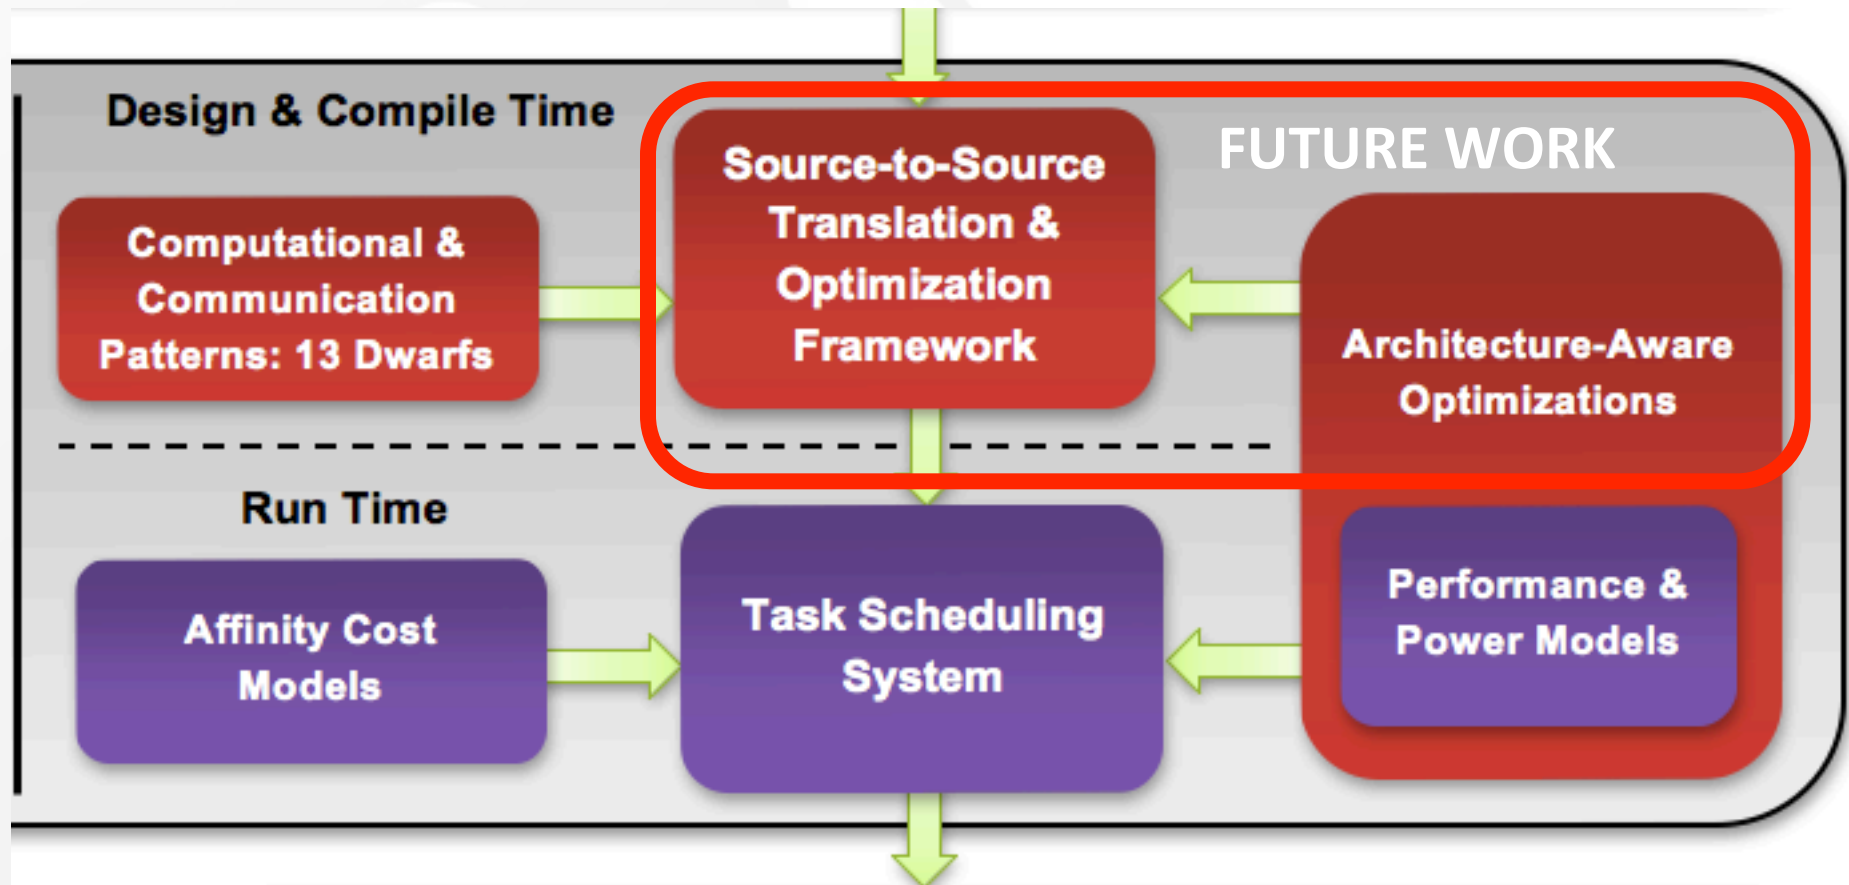 Design & Compile Time
FUTURE WORK
Computational &
Communication
Patterns: 13 Dwarfs
Source-to-Source
Translation &
Optimization
Framework
Architecture-Aware
Optimizations
Run Time
Affinity Cost
Models
Task Scheduling
System
Performance &
Power Models